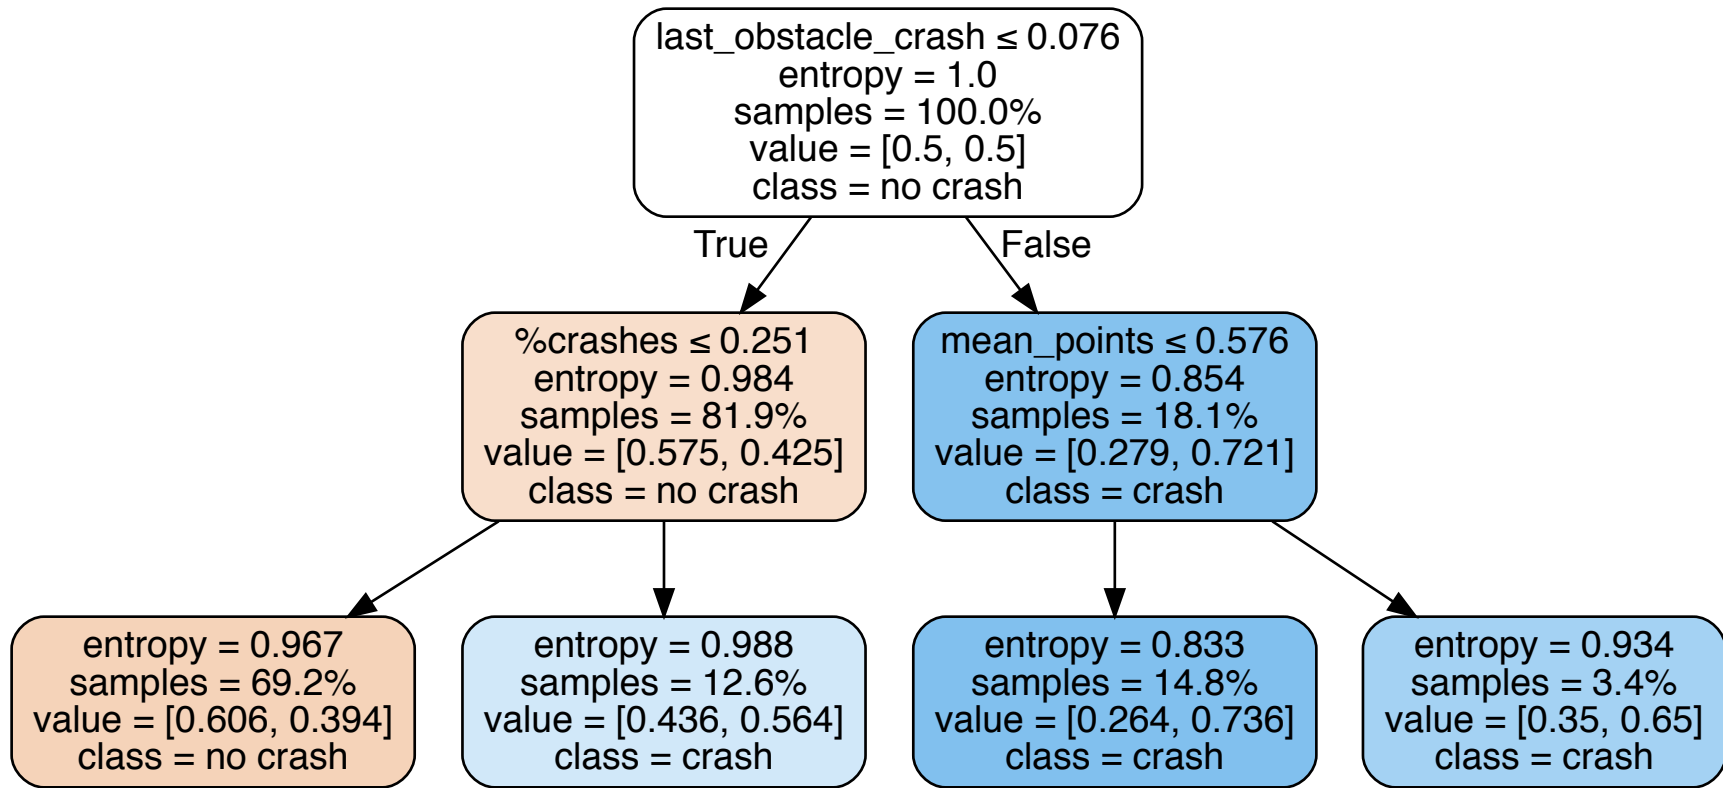 last_obstacle_crash ≤ 0.076
entropy = 1.0
samples = 100.0%
value = [0.5, 0.5]
class = no crash
True
False
%crashes ≤ 0.251
entropy = 0.984
samples = 81.9%
value = [0.575, 0.425]
class = no crash
mean_points ≤ 0.576
entropy = 0.854
samples = 18.1%
value = [0.279, 0.721]
class = crash
entropy = 0.967
samples = 69.2%
value = [0.606, 0.394]
class = no crash
entropy = 0.988
samples = 12.6%
value = [0.436, 0.564]
class = crash
entropy = 0.833
samples = 14.8%
value = [0.264, 0.736]
class = crash
entropy = 0.934
samples = 3.4%
value = [0.35, 0.65]
class = crash